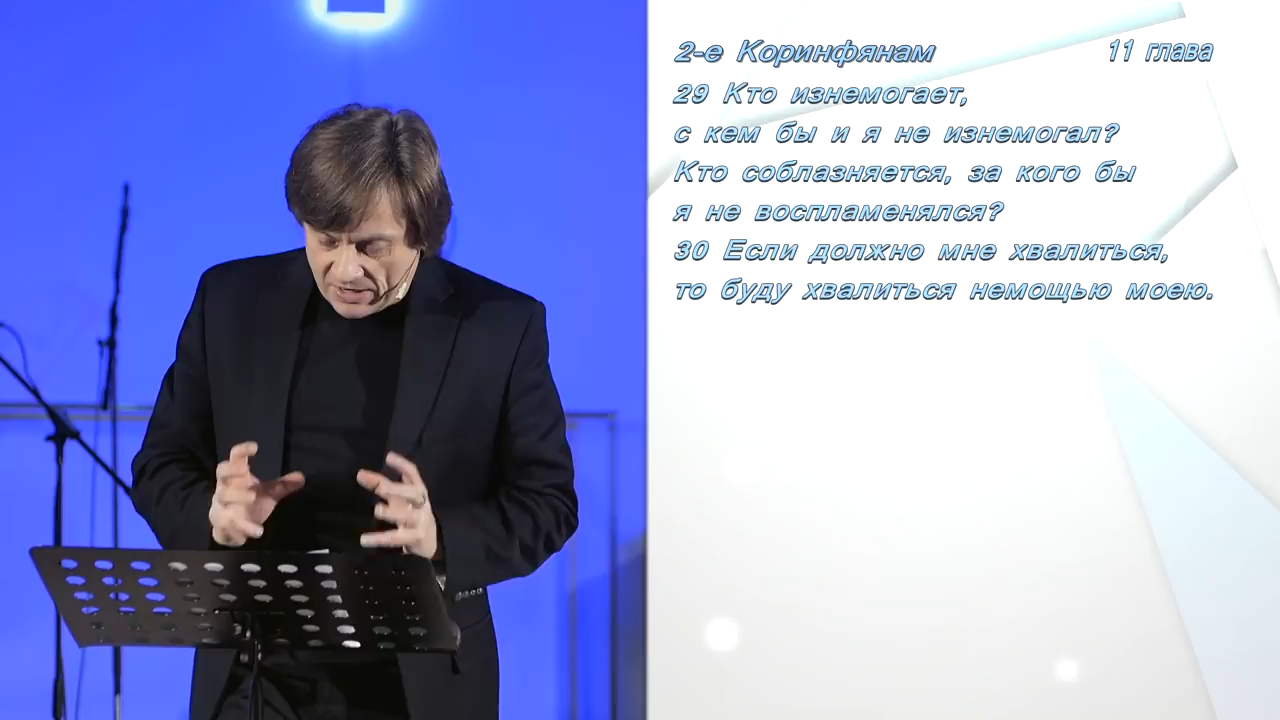 2-е Коринфянам 11 глава
29 Кто изнемогает,
с кем бы и я не изнемогал?
Кто соблазняется, за кого бы
я не воспламенялся?
30 Если должно мне хвалиться,
то буду хвалиться немощью моею.